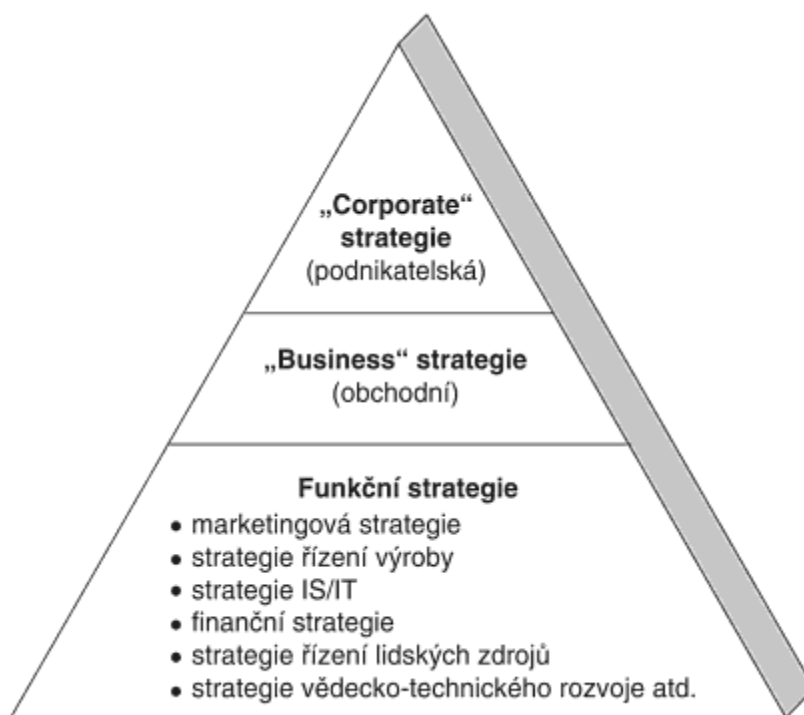 „Corporate“
strategie
(podnikatelská)
„Business“ strategie
(obchodní)
Funkční strategie
• marketingová strategie
• strategie řízení výroby
• strategie IS/IT
• finanční strategie
• strategie řízení lidských zdrojů
• strategie vědecko-technického rozvoje atd.